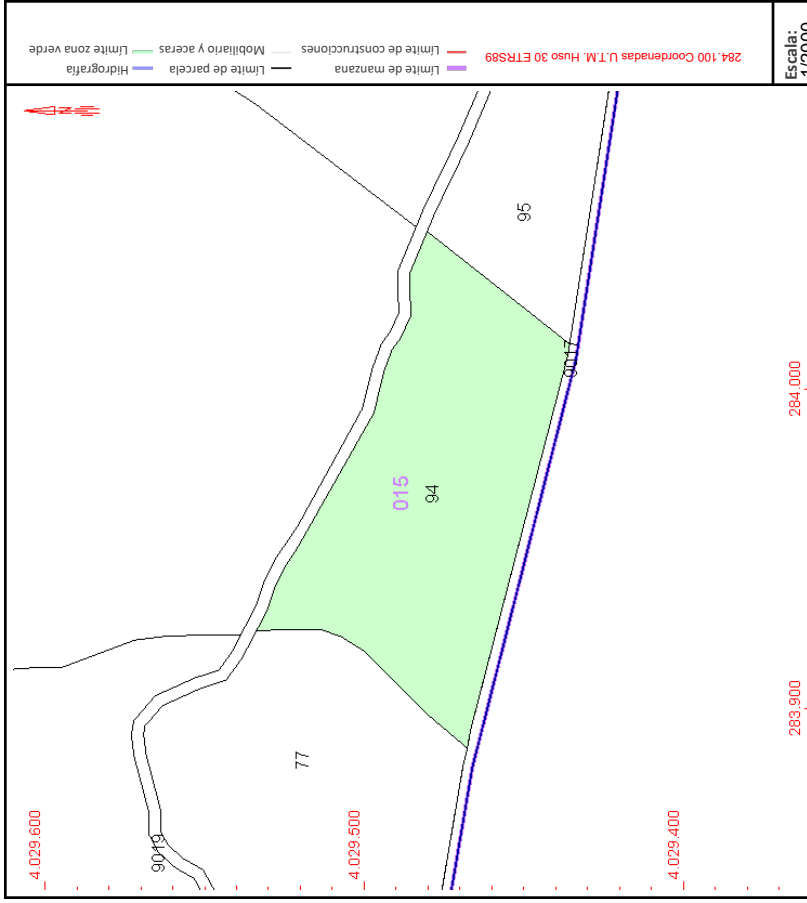 Límite de manzana
Límite de parcela
Hidrografía
Límite de construcciones
Mobiliario y aceras
Límite zona verde
284.100 Coordenadas U.T.M. Huso 30 ETRS89
Escala:
1/2000
4.029.600
4.029.500
4.029.400
9019
77
015
94
9017
95
283.900
284.000